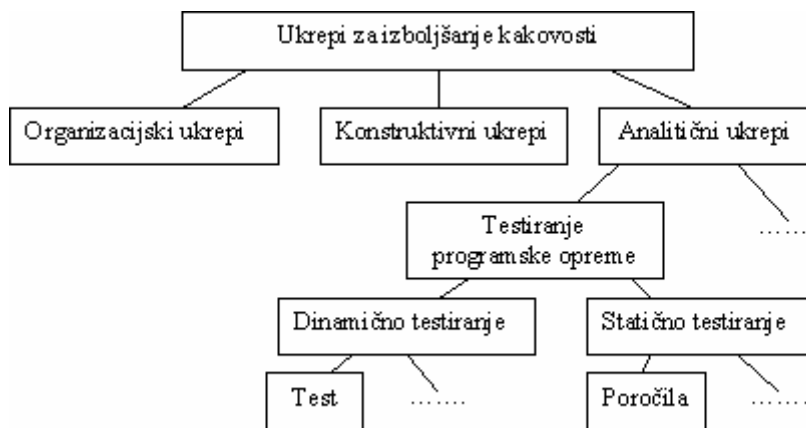 Ukrepi za izboljšanje kakovosti
Organizacijski ukrepi
Konstruktivni ukrepi
Analitični ukrepi
Testiranje
programske opreme
.......
Dinamično testiranje
Statično testiranje
Test
.......
Poročila
.......